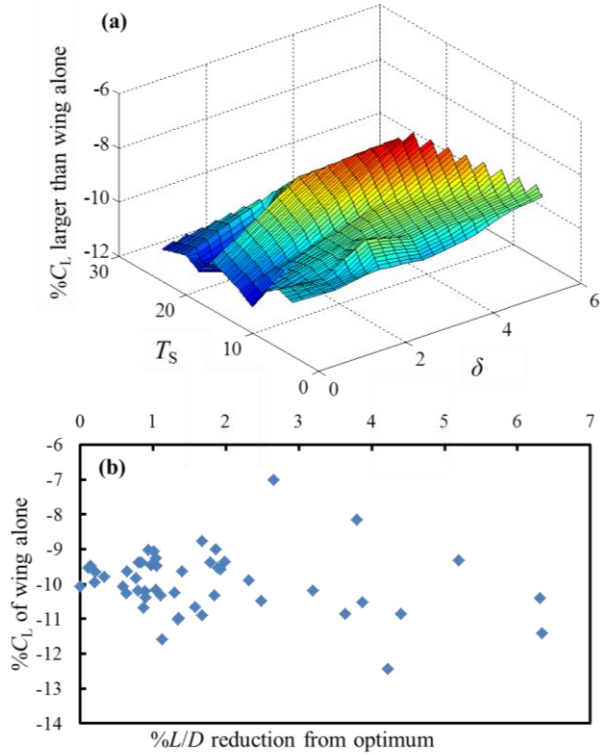 (a)
%CL larger than wing alone
-6
-8
-10
-12
30
20
10
0
TS
0
2
4
6
δ
0 1 2 3 4 5 6 7
(b)
%CL of wing alone
-6
-7
-8
-9
-10
-11
-12
-13
-14
%L/D reduction from optimum